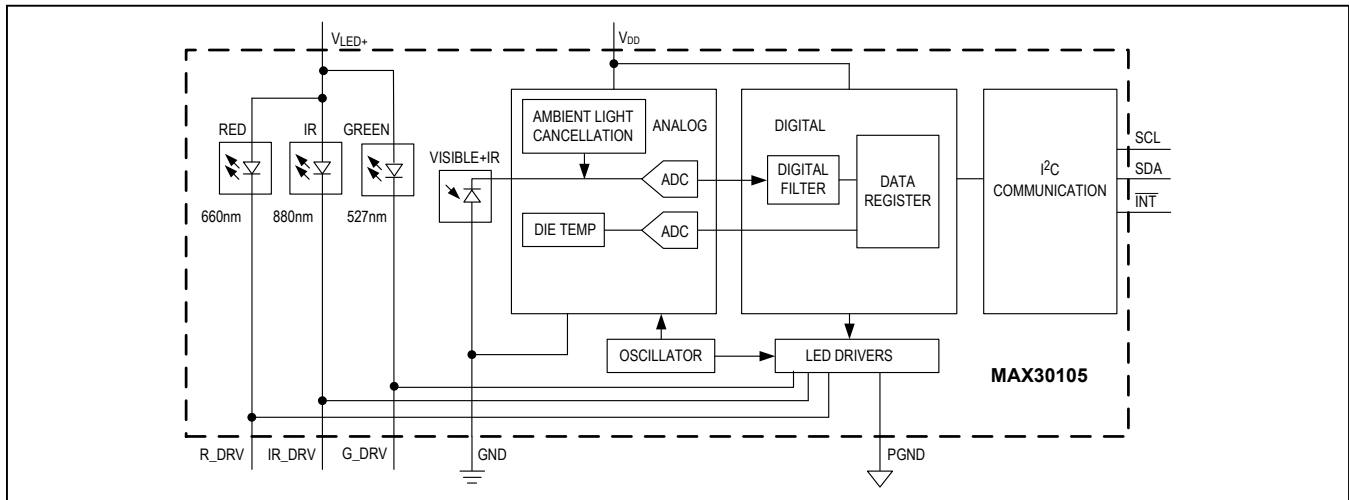 VLED+
VDD
RED
IR
GREEN
660nm
880nm
527nm
VISIBLE+IR
AMBIENT LIGHT
CANCELLATION
ANALOG
ADC
DIE TEMP
ADC
DIGITAL
DIGITAL
FILTER
DATA
REGISTER
I2C
COMMUNICATION
SCL
SDA
INT
OSCILLATOR
LED DRIVERS
MAX30105
R_DRV
IR_DRV
G_DRV
GND
PGND